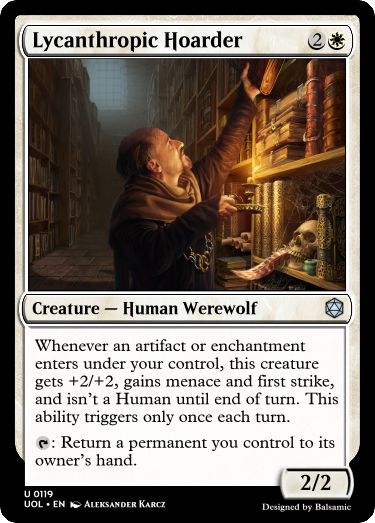 Lycanthropic Hoarder 2
Creature — Human Werewolf
Whenever an artifact or enchantment
enters under your control, this creature
gets +2/+2, gains menace and first strike,
and isn't a Human until end of turn. This
ability triggers only once each turn.
: Return a permanent you control to its
owner's hand.
2/2
U 0119
UOL • EN Aleksander Karcz
Designed by Balsamic